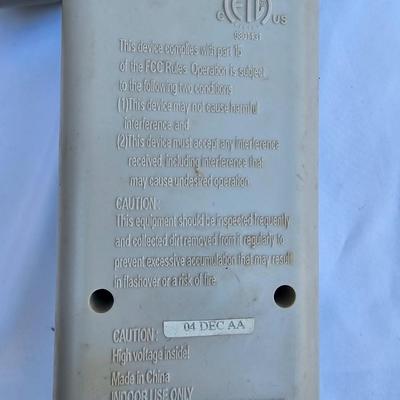 C ETL US
This device complies with part 15
of the FCC Rules. Operation is subject
to the following two conditions
(1)This device may not cause harmful
interference, and
(2)This device must accept any interference
received, including interference that
may cause undesired operation.
CAUTION :
This equipment should be inspected frequently
and collected dirt removed from it regularly to
prevent excessive accumulation that may result
in flashover or a risk of fire.
04 DEC AA
CAUTION :
High voltage inside!
Made in China
INDOOR USE ONLY